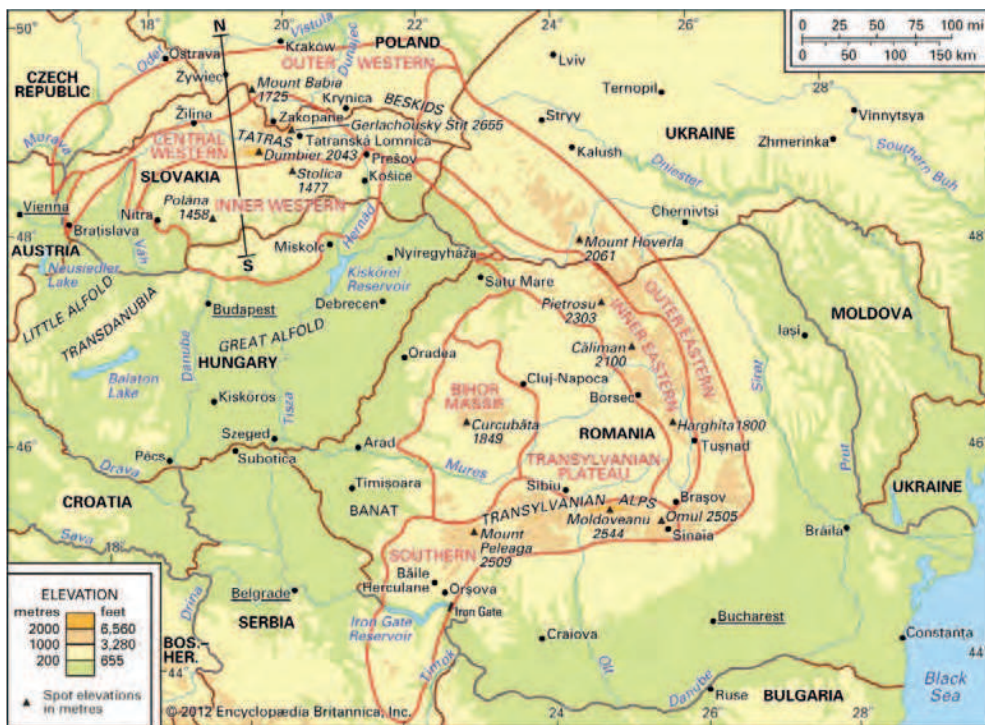 18°
20°
22°
24°
26°
0 25 50 75 100 mi
0 50 100 150 km
N
Oder
Ostrava
Vistula
Kraków
Dunajec
POLAND
OUTER WESTERN
CZECH
REPUBLIC
Żywiec
Mount Babia
1725
Krynica
BESKIDS
Lviv
Ternopil
28°
Vinnytsya
50°
Žilina
Zakopane
Gerlachouský Štít 2655
Stryy
UKRAINE
Zhmerinka
Southern
Buh
Morava
CENTRAL
WESTERN
TATRAS
Tatranská Lomnica
Dumbier 2043
Prešov
Kalush
Dniester
SLOVAKIA
Stolica
1477
Košice
Vienna
Nitra
Polána
1458
INNER WESTERN
Chernivtsi
Bratislava
48°
AUSTRIA
Váh
S
Miskolc
Hernád
Nyíregyháza
Mount Hoverla
2061
48°
Neusiedler
Lake
Kiskörei
Reservoir
Satu Mare
LITTLE ALFOLD
TRANSDANUBIA
Budapest
Debrecen
Pietrosu
2303
INNER EASTERN
OUTER EASTERN
MOLDOVA
Danube
GREAT ALFOLD
Iași
HUNGARY
Oradea
Căliman
2100
Siret
Balaton
Lake
Tisza
BIHOR
MASSIF
Cluj-Napoca
Borsec
Kiskoros
Curcubăta
1849
Harghita 1800
46°
Szeged
Arad
ROMANIA
Tușnad
Prut
46°
Pécs
Subotica
Mures
TRANSYLVANIAN
PLATEAU
Drava
Timișoara
Sibiu
UKRAINE
CROATIA
BANAT
TRANSYLVANIAN ALPS
Brașov
Moldoveanu
2544
Omul 2505
Sava
18°
Mount
Peleaga
2509
Sinaia
Brăila
SOUTHERN
ELEVATION
metres feet
2000 6,560
1000 3,280
200 655
Spot elevations
in metres
Drina
Băile
Herculane
Orșova
Belgrade
Iron Gate
SERBIA
Iron Gate
Reservoir
Bucharest
BOS.-
HER.
Craiova
Constanța
44°
Timok
Olt
44°
Danube
Black
Sea
Ruse
BULGARIA
© 2012 Encyclopædia Britannica, Inc.
24°
26°
28°